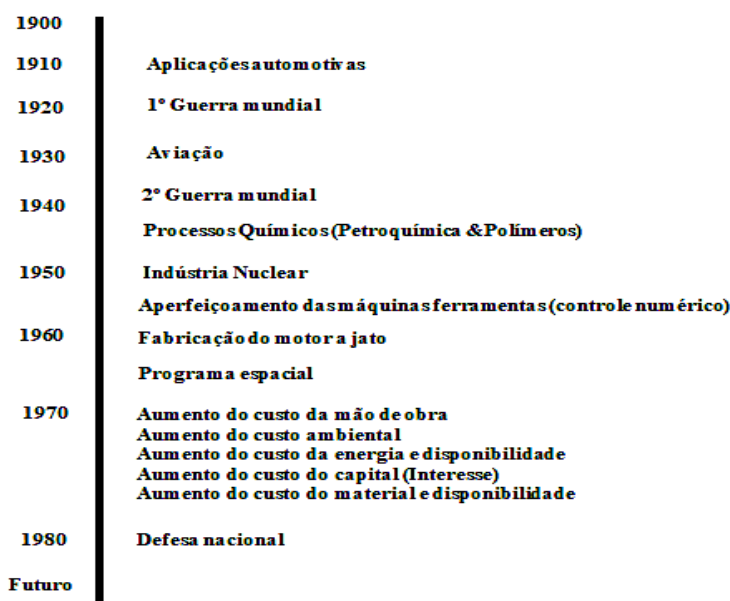 1900
1910 Aplicações automotivas
1920 1º Guerra mundial
1930 Aviação
2º Guerra mundial
1940
Processos Químicos (Petroquímica & Polímeros)
1950 Indústria Nuclear
Aperfeiçoamento das máquinas ferramentas (controle numérico)
1960 Fabricação do motor a jato
Programa espacial
1970 Aumento do custo da mão de obra
Aumento do custo ambiental
Aumento do custo da energia e disponibilidade
Aumento do custo do capital (Interesse)
Aumento do custo do material e disponibilidade
1980 Defesa nacional
Futuro